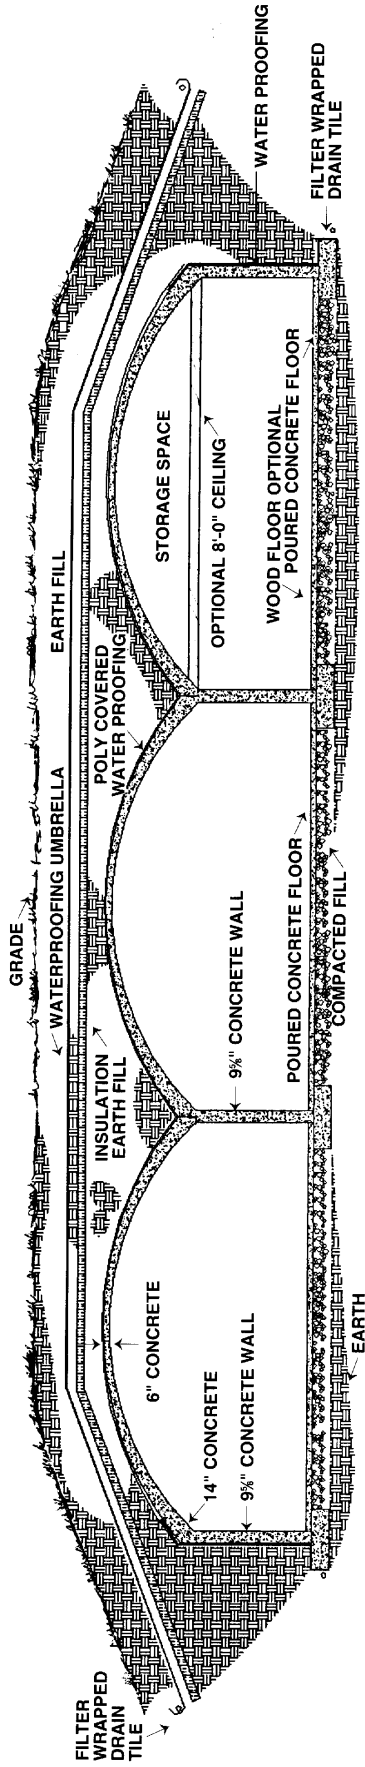 FILTER
WRAPPED
DRAIN
TILE
GRADE
WATERPROOFING UMBRELLA
EARTH FILL
INSULATION
EARTH FILL
POLY COVERED
WATER PROOFING
6" CONCRETE
14" CONCRETE
9⅝" CONCRETE WALL
9⅝" CONCRETE WALL
STORAGE SPACE
OPTIONAL 8'-0" CEILING
WATER PROOFING
POURED CONCRETE FLOOR
WOOD FLOOR OPTIONAL
POURED CONCRETE FLOOR
FILTER WRAPPED
DRAIN TILE
COMPACTED FILL
EARTH